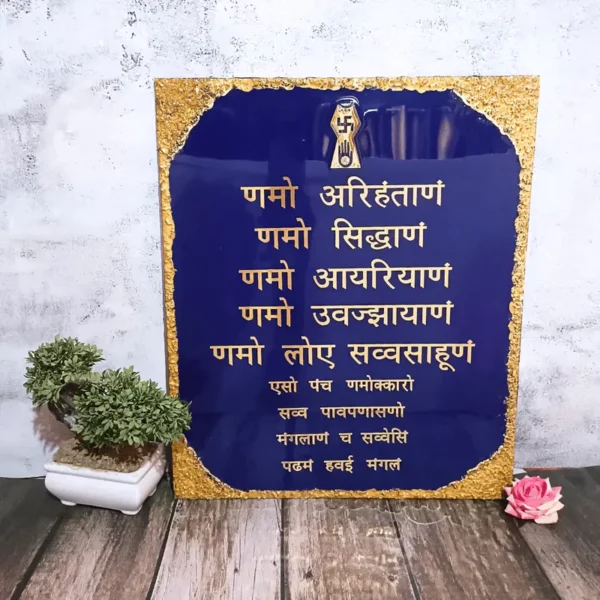 णमो अरिहंताणं
णमो सिद्धाणं
णमो आयरियाणं
णमो उवज्झायाणं
णमो लोए सव्वसाहूणं
एसो पंच णमोक्कारो
सव्व पावपणासणो
मंगलाणं च सव्वेसिं
पढमं हवई मंगलं